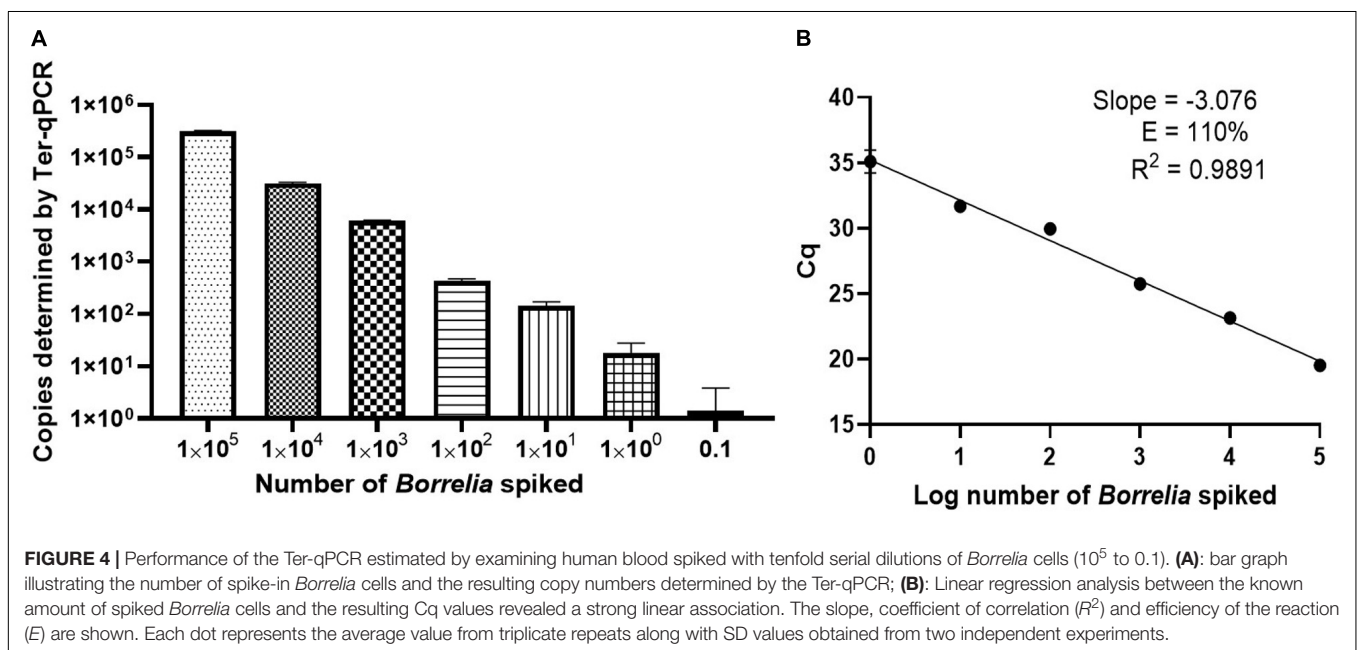 A
Copies determined by Ter-qPCR
1×10⁶
1×10⁵
1×10⁴
1×10³
1×10²
1×10¹
1×10⁰
1×10⁵ 1×10⁴ 1×10³ 1×10² 1×10¹ 1×10⁰ 0.1
Number of Borrelia spiked
B
Slope = -3.076
E = 110%
R² = 0.9891
Cq
40
35
30
25
20
15
0 1 2 3 4 5
Log number of Borrelia spiked
FIGURE 4 | Performance of the Ter-qPCR estimated by examining human blood spiked with tenfold serial dilutions of Borrelia cells (10⁵ to 0.1). (A): bar graph
illustrating the number of spike-in Borrelia cells and the resulting copy numbers determined by the Ter-qPCR; (B): Linear regression analysis between the known
amount of spiked Borrelia cells and the resulting Cq values revealed a strong linear association. The slope, coefficient of correlation (R²) and efficiency of the reaction
(E) are shown. Each dot represents the average value from triplicate repeats along with SD values obtained from two independent experiments.